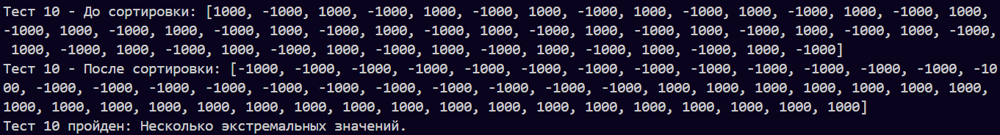 Тест 10 - До сортировки: [1000, -1000, 1000, -1000, 1000, -1000, 1000, -1000, 1000, -1000, 1000, -1000, 1000, -1000, 1000,
-1000, 1000, -1000, 1000, -1000, 1000, -1000, 1000, -1000, 1000, -1000, 1000, -1000, 1000, -1000, 1000, -1000, 1000, -1000,
1000, -1000, 1000, -1000, 1000, -1000, 1000, -1000, 1000, -1000, 1000, -1000, 1000, -1000, 1000, -1000]
Тест 10 - После сортировки: [-1000, -1000, -1000, -1000, -1000, -1000, -1000, -1000, -1000, -1000, -1000, -1000, -1000, -10
00, -1000, -1000, -1000, -1000, -1000, -1000, -1000, -1000, -1000, -1000, -1000, 1000, 1000, 1000, 1000, 1000, 1000, 1000,
1000, 1000, 1000, 1000, 1000, 1000, 1000, 1000, 1000, 1000, 1000, 1000, 1000, 1000, 1000, 1000, 1000, 1000]
Тест 10 пройден: Несколько экстремальных значений.